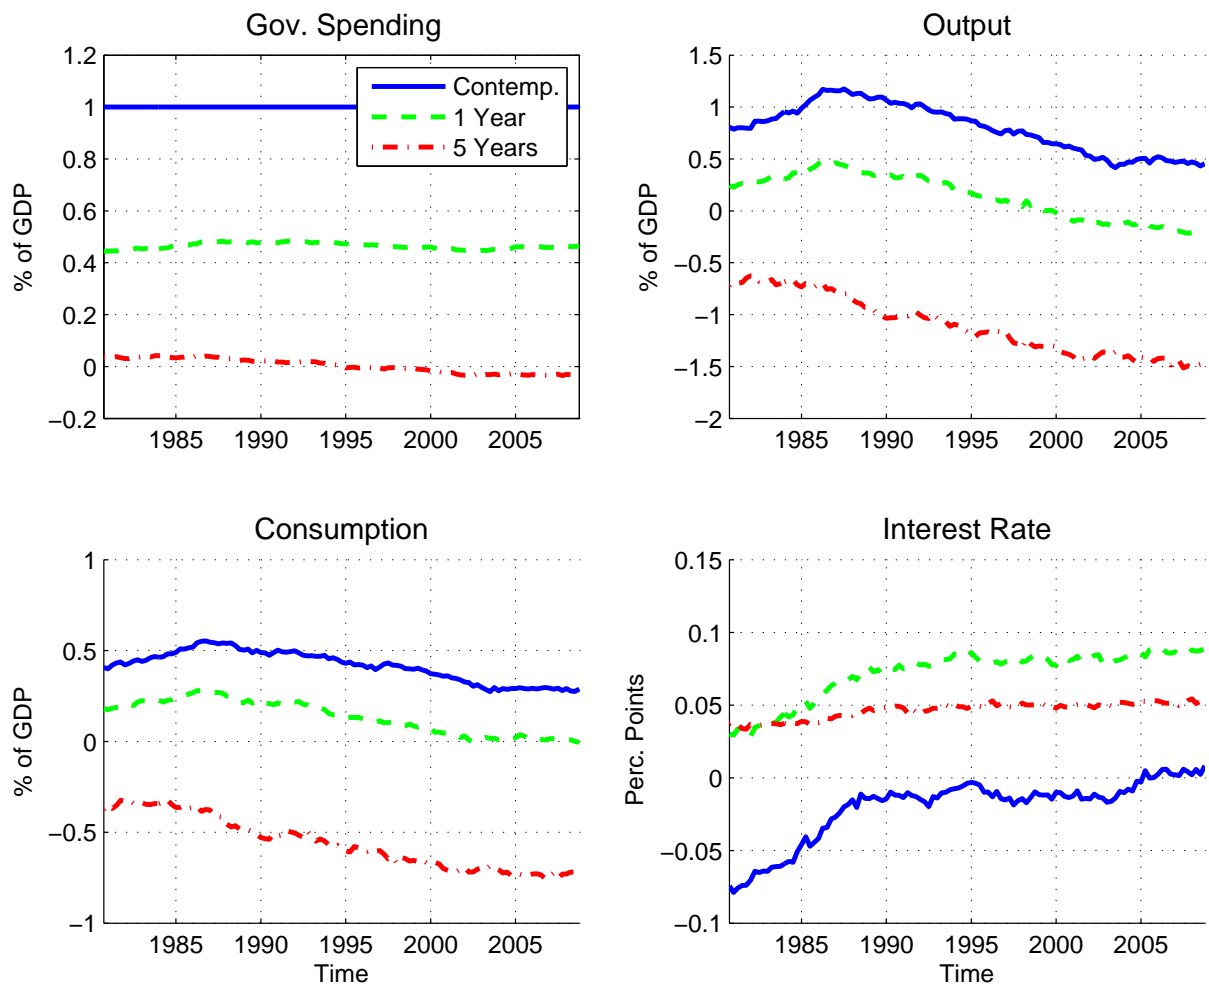 Gov. Spending
% of GDP
1.2
1
0.8
0.6
0.4
0.2
0
−0.2
Contemp.
1 Year
5 Years
1985 1990 1995 2000 2005
Output
% of GDP
1.5
1
0.5
0
−0.5
−1
−1.5
−2
1985 1990 1995 2000 2005
Consumption
% of GDP
1
0.5
0
−0.5
−1
1985 1990 1995 2000 2005
Time
Interest Rate
Perc. Points
0.15
0.1
0.05
0
−0.05
−0.1
1985 1990 1995 2000 2005
Time